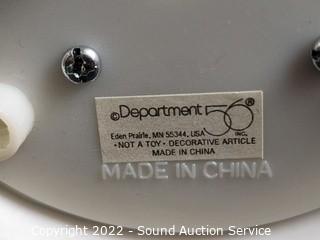 ©Department 56®
Eden Prairie, MN 55344, USA INC.
• NOT A TOY • DECORATIVE ARTICLE
MADE IN CHINA
MADE IN CHINA
Copyright 2022 - Sound Auction Service